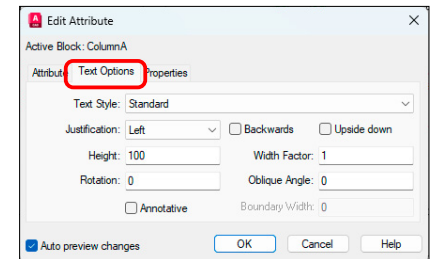 Edit Attribute
Active Block: ColumnA
Attribute Text Options Properties
Text Style: Standard
Justification: Left Backwards Upside down
Height: 100 Width Factor: 1
Rotation: 0 Oblique Angle: 0
Annotative Boundary Width: 0
Auto preview changes OK Cancel Help